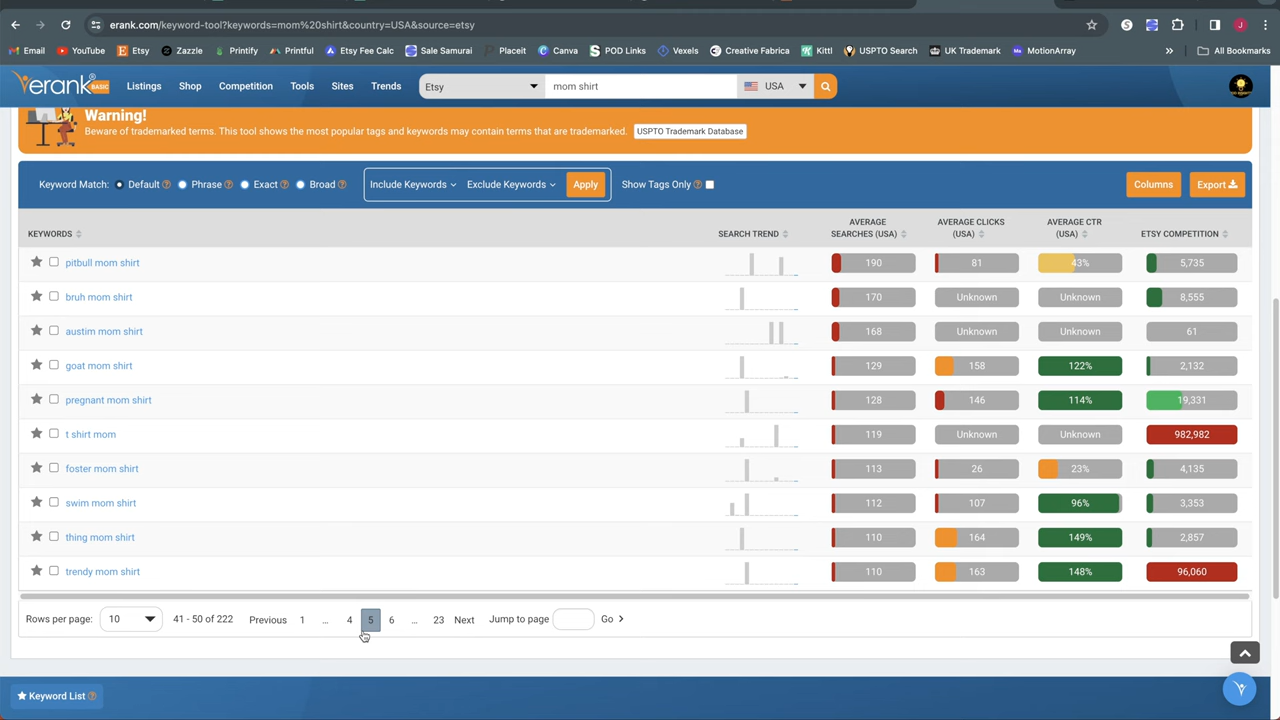 erank.com/keyword-tool?keywords=mom%20shirt&country=USA&source=etsy
S
J
Email
YouTube
Etsy
Zazzle
Printify
Printful
Etsy Fee Calc
Sale Samurai
Placeit
Canva
POD Links
Vexels
Creative Fabrica
Kittl
USPTO Search
UK Trademark
MotionArray
»
All Bookmarks
erank BASIC
Listings
Shop
Competition
Tools
Sites
Trends
Etsy
mom shirt
USA
Warning!
Beware of trademarked terms. This tool shows the most popular tags and keywords may contain terms that are trademarked.
USPTO Trademark Database
Keyword Match: Default ? Phrase ? Exact ? Broad ?
Include Keywords
Exclude Keywords
Apply
Show Tags Only ?
Columns
Export
KEYWORDS
SEARCH TREND
AVERAGE SEARCHES (USA)
AVERAGE CLICKS (USA)
AVERAGE CTR (USA)
ETSY COMPETITION
pitbull mom shirt 190 81 43% 5,735
bruh mom shirt 170 Unknown Unknown 8,555
austim mom shirt 168 Unknown Unknown 61
goat mom shirt 129 158 122% 2,132
pregnant mom shirt 128 146 114% 19,331
t shirt mom 119 Unknown Unknown 982,982
foster mom shirt 113 26 23% 4,135
swim mom shirt 112 107 96% 3,353
thing mom shirt 110 164 149% 2,857
trendy mom shirt 110 163 148% 96,060
Rows per page: 10 41 - 50 of 222 Previous 1 ... 4 5 6 ... 23 Next Jump to page Go >
Keyword List ?